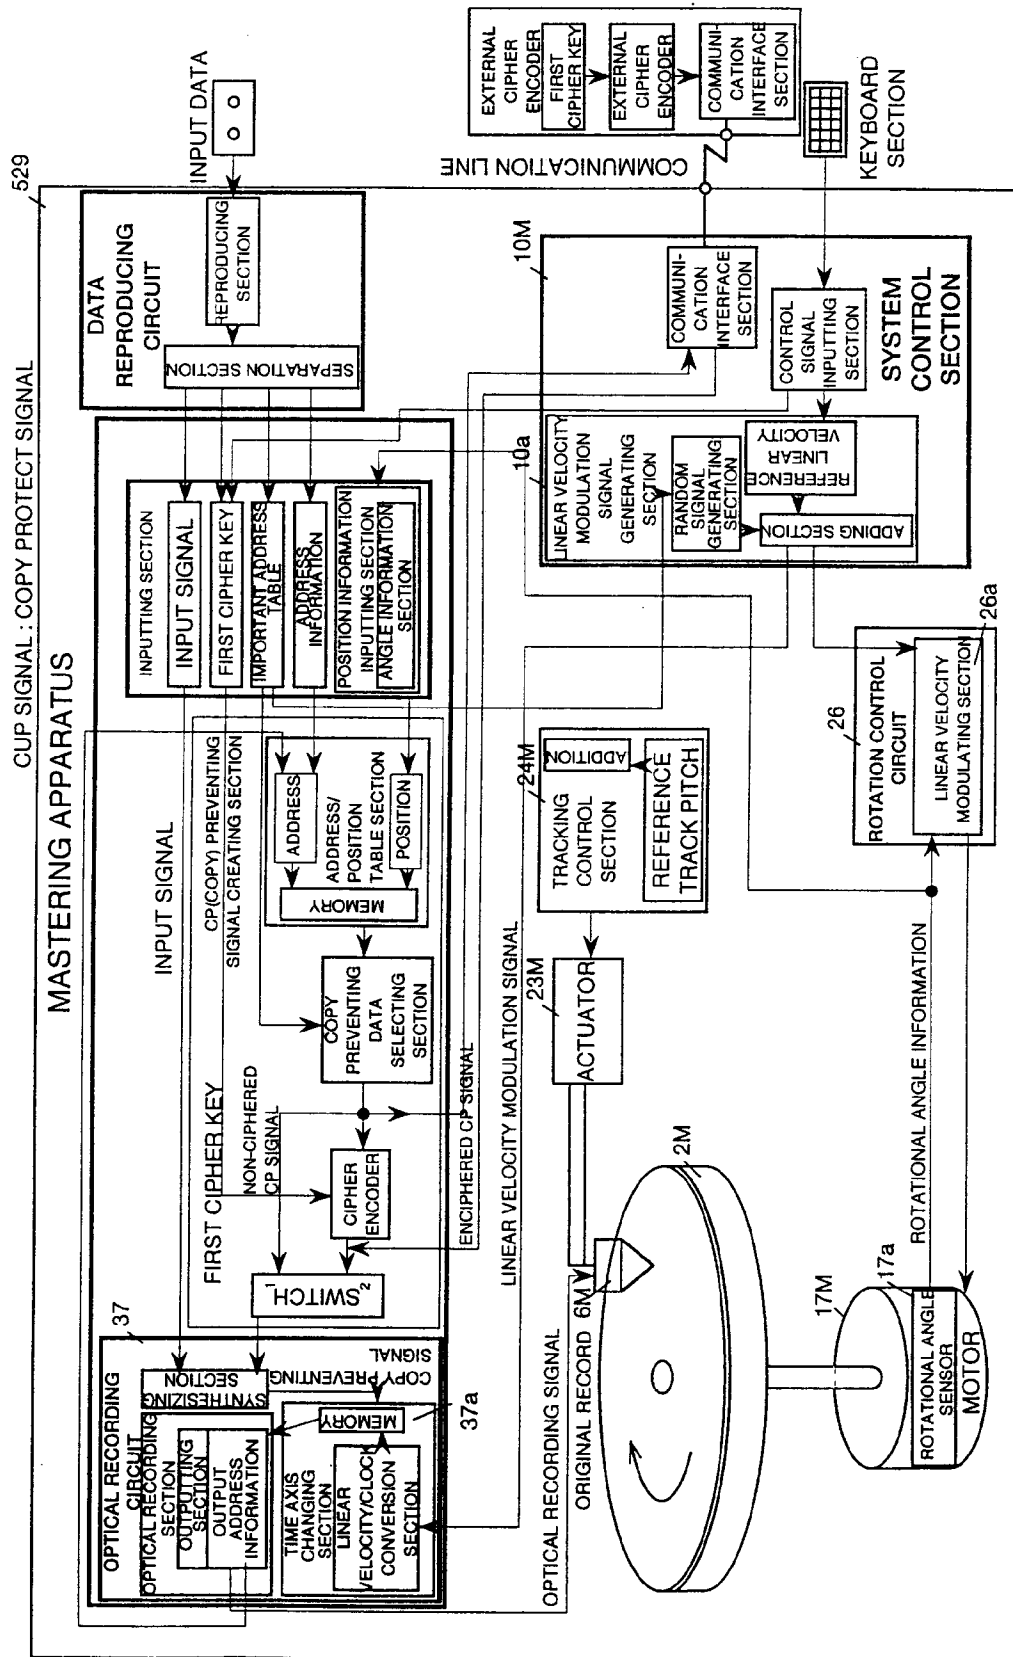 CUP SIGNAL : COPY PROTECT SIGNAL
529
MASTERING APPARATUS
OPTICAL RECORDING
CIRCUIT
37
OPTICAL RECORDING
SECTION
OUTPUTTING
SECTION
OUTPUT
ADDRESS
INFORMATION
SYNTHESIZING
SECTION
COPY PREVENTING
SIGNAL
TIME AXIS
CHANGING
SECTION
LINEAR
VELOCITY/CLOCK
CONVERSION
SECTION
MEMORY
37a
INPUT SIGNAL
FIRST CIPHER KEY
CP(COPY) PREVENTING
SIGNAL CREATING SECTION
NON-CIPHERED
CP SIGNAL
SWITCH
1
2
CIPHER
ENCODER
COPY
PREVENTING
DATA
SELECTING
SECTION
ADDRESS
ADDRESS/
POSITION
TABLE SECTION
MEMORY
POSITION
INPUTTING SECTION
INPUT SIGNAL
FIRST CIPHER KEY
IMPORTANT ADDRESS
TABLE
ADDRESS
INFORMATION
POSITION INFORMATION
INPUTTING SECTION
ANGLE INFORMATION
SECTION
DATA
REPRODUCING
CIRCUIT
SEPARATION SECTION
REPRODUCING
SECTION
INPUT DATA
ENCIPHERED CP SIGNAL
LINEAR VELOCITY MODULATION SIGNAL
OPTICAL RECORDING SIGNAL
ORIGINAL RECORD
6M
2M
ACTUATOR
23M
TRACKING
CONTROL
SECTION
24M
ADDITION
REFERENCE
TRACK PITCH
10a
LINEAR VELOCITY
MODULATION
SIGNAL
GENERATING
SECTION
RANDOM
SIGNAL
GENERATING
SECTION
REFERENCE
LINEAR
VELOCITY
ADDING SECTION
10M
COMMUNI-
CATION
INTERFACE
SECTION
CONTROL
SIGNAL
INPUTTING
SECTION
SYSTEM
CONTROL
SECTION
COMMUNICATION LINE
EXTERNAL
CIPHER
ENCODER
FIRST
CIPHER KEY
EXTERNAL
CIPHER
ENCODER
COMMUNI-
CATION
INTERFACE
SECTION
KEYBOARD
SECTION
17M
17a
ROTATIONAL ANGLE
SENSOR
MOTOR
ROTATIONAL ANGLE INFORMATION
26
ROTATION CONTROL
CIRCUIT
LINEAR VELOCITY
MODULATING SECTION
26a